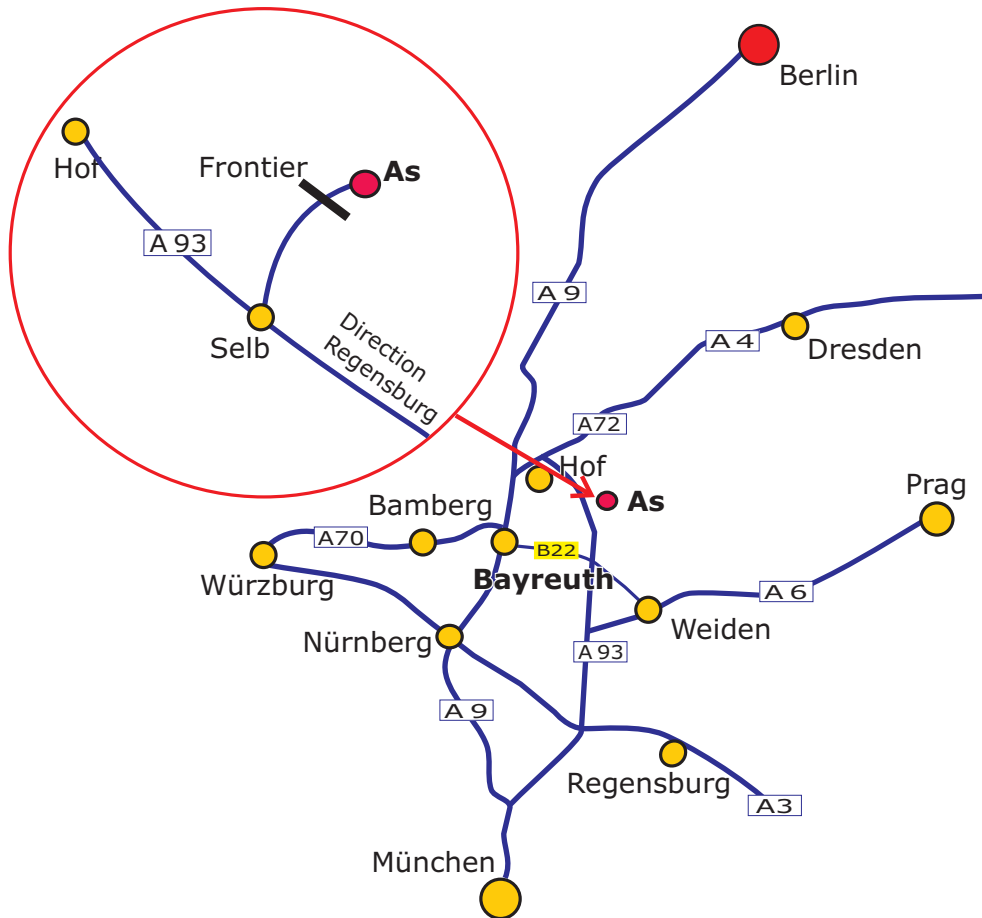 Berlin
Hof
Frontier
As
A 93
A 9
Direction
Regensburg
Selb
A 4
Dresden
A72
Hof
As
Prag
Bamberg
A70
B22
Würzburg
Bayreuth
A 6
Nürnberg
Weiden
A 93
A 9
Regensburg
A3
München